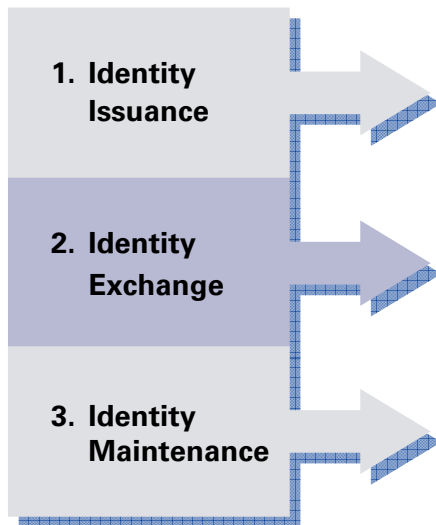 1. Identity
Issuance
2. Identity
Exchange
3. Identity
Maintenance